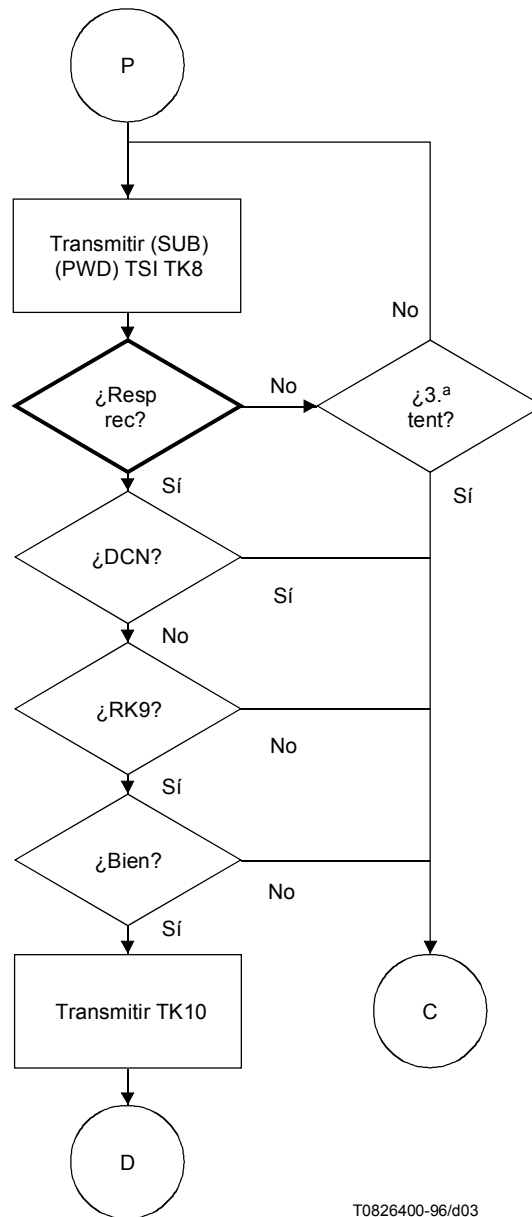 P
Transmitir (SUB)
(PWD) TSI TK8
No
¿Resp
rec?
No
¿3.ª
tent?
Sí
Sí
¿DCN?
Sí
No
¿RK9?
No
Sí
¿Bien?
No
Sí
Transmitir TK10
C
D
T0826400-96/d03